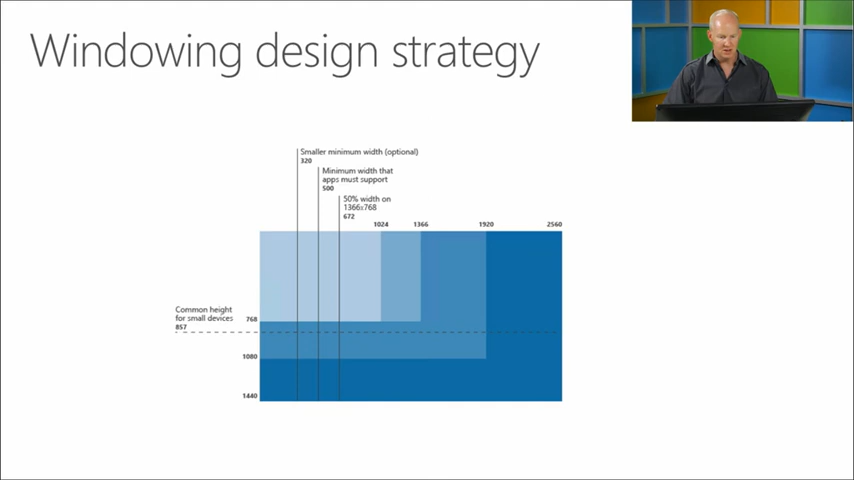 Windowing design strategy
Smaller minimum width (optional)
320
Minimum width that
apps must support
500
50% width on
1366x768
672
1024
1366
1920
2560
Common height
for small devices
857
768
1080
1440